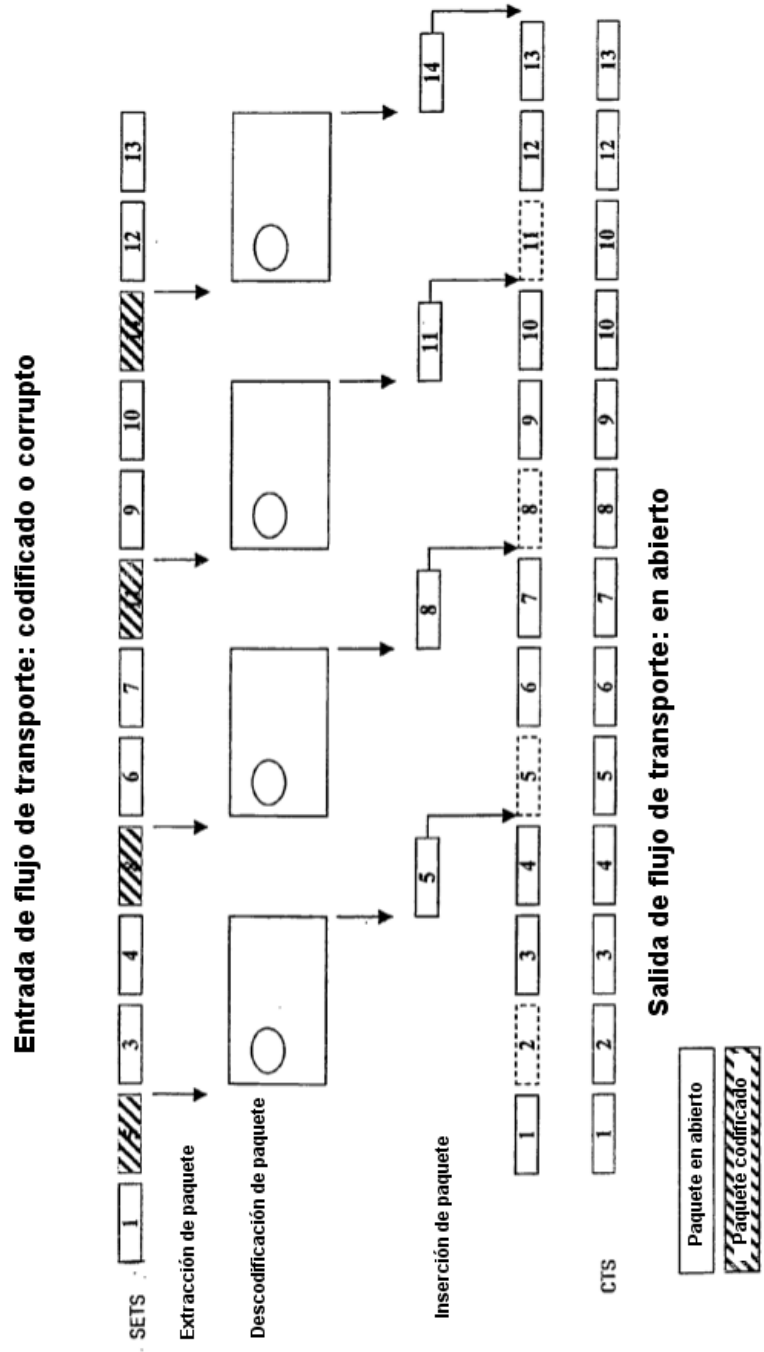 Entrada de flujo de transporte: codificado o corrupto
SETS 1 3 4 6 7 9 10 12 13
Extracción de paquete
Descodificación de paquete
Inserción de paquete
5 8 11 14
1 2 3 4 5 6 7 8 9 10 11 12 13
CTS 1 2 3 4 5 6 7 8 9 10 10 12 13
Salida de flujo de transporte: en abierto
Paquete en abierto
Paquete codificado